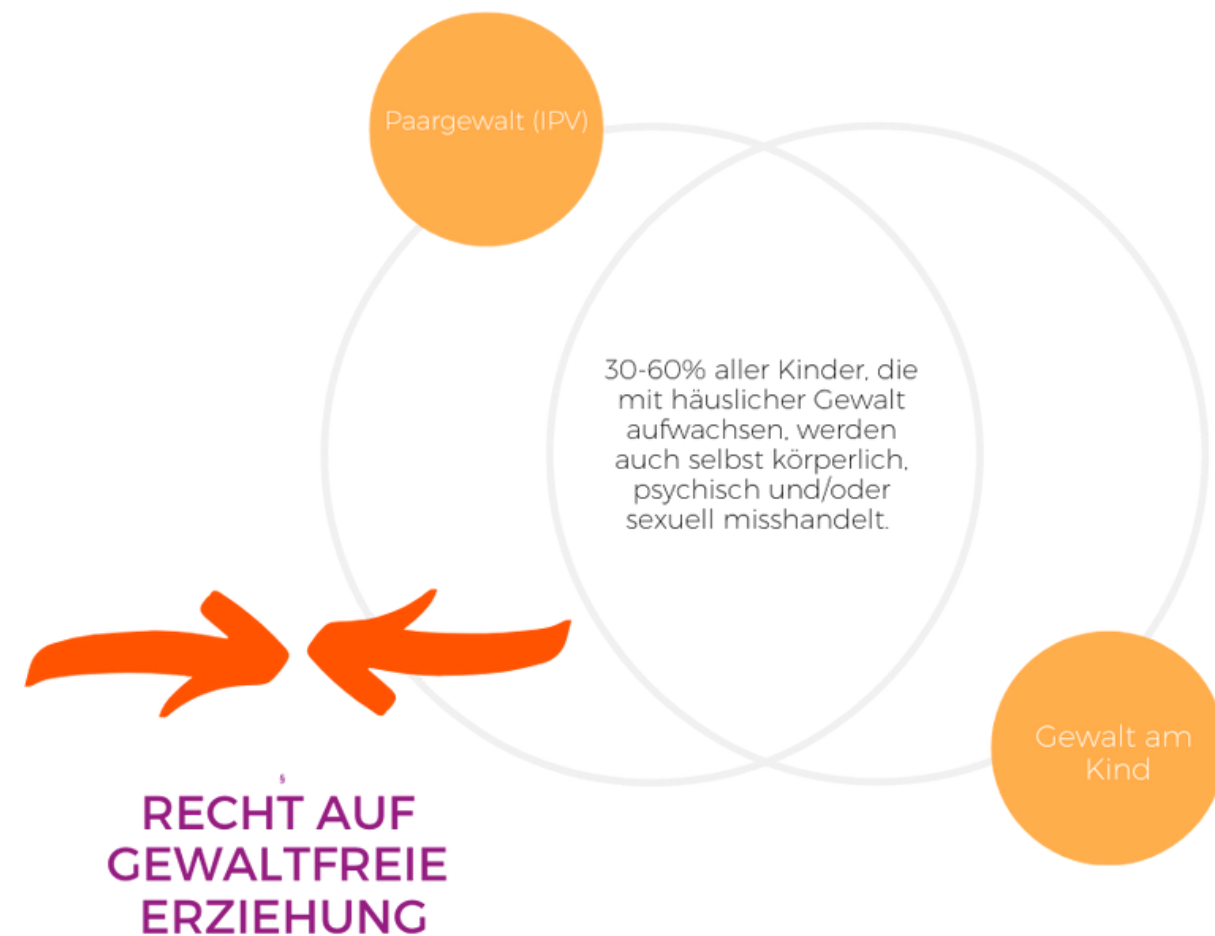 Paargewalt (IPV)
30-60% aller Kinder, die
mit häuslicher Gewalt
aufwachsen, werden
auch selbst körperlich,
psychisch und/oder
sexuell misshandelt.
Gewalt am
Kind
§
RECHT AUF
GEWALTFREIE
ERZIEHUNG